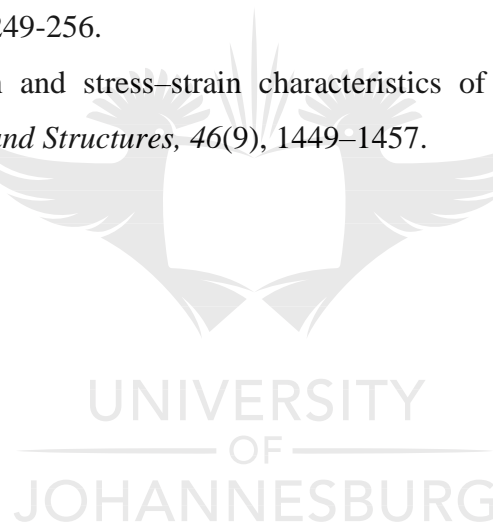 249-256.
and stress–strain characteristics of
and Structures, 46(9), 1449–1457.
UNIVERSITY
OF
JOHANNESBURG